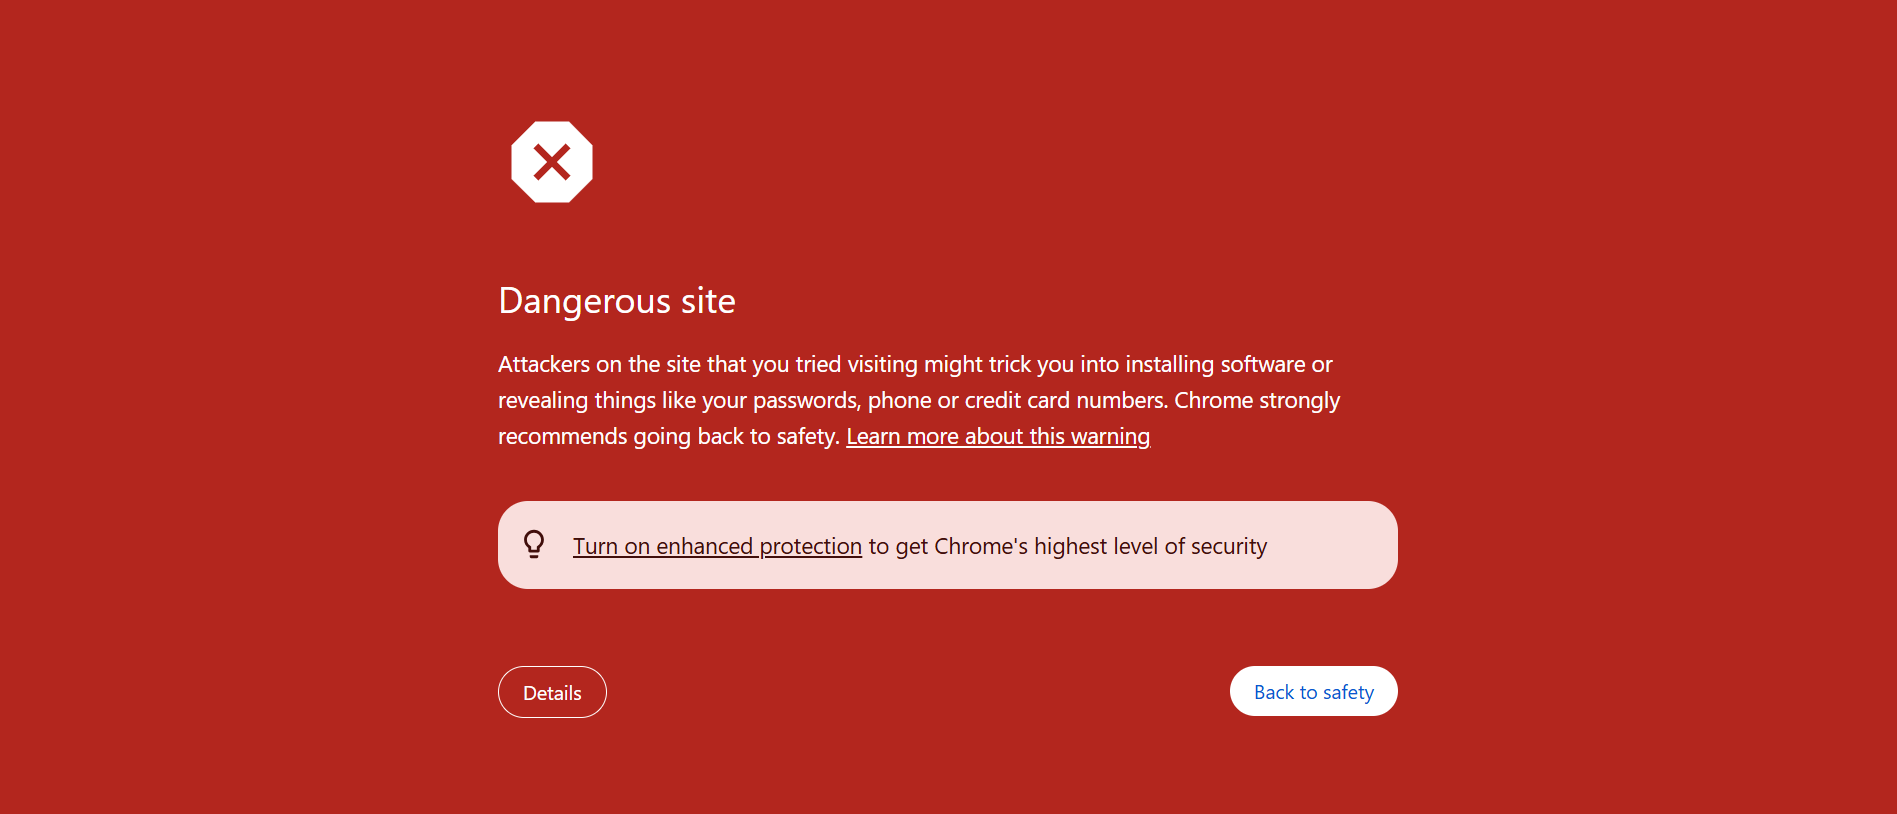 Dangerous site
Attackers on the site that you tried visiting might trick you into installing software or
revealing things like your passwords, phone or credit card numbers. Chrome strongly
recommends going back to safety. Learn more about this warning
Turn on enhanced protection to get Chrome's highest level of security
Details
Back to safety